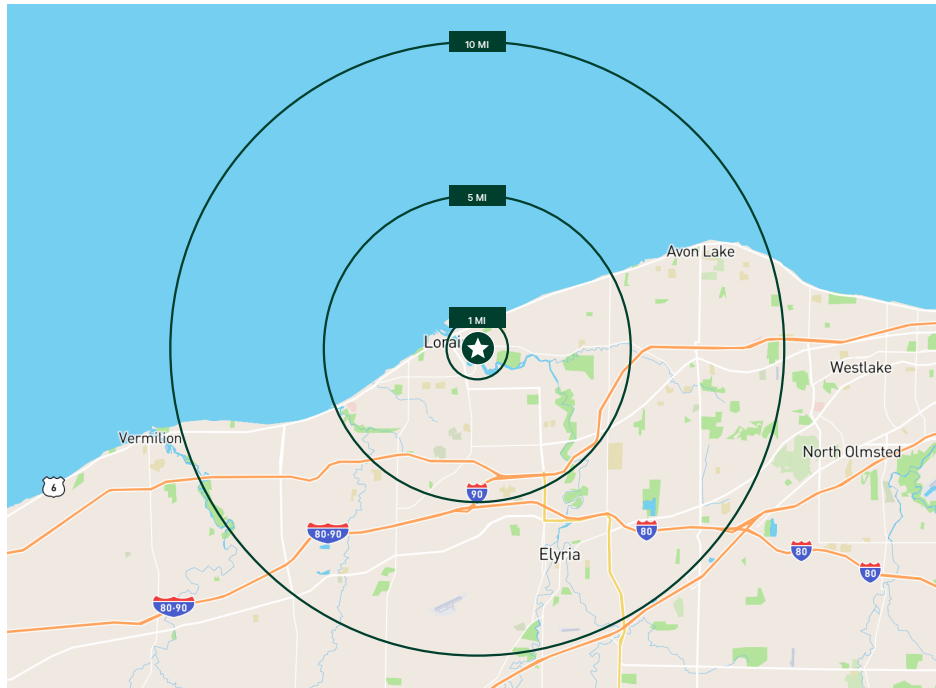 10 MI
5 MI
Avon Lake
1 MI
Lorai
Westlake
Vermilion
North Olmsted
6
90
80-90
80
Elyria
80
80
80-90